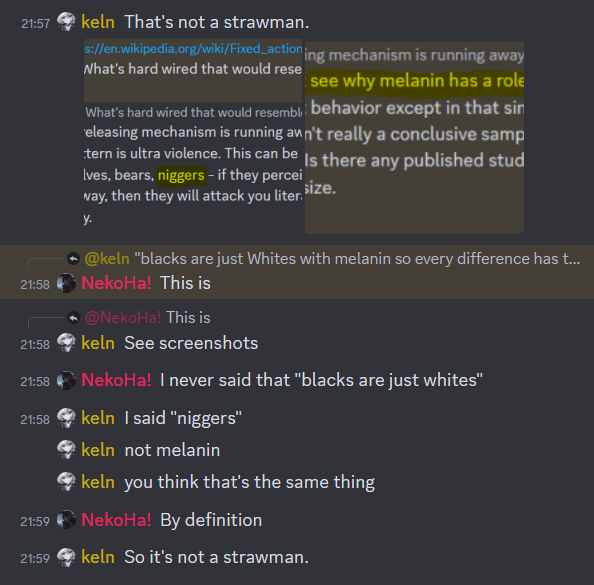 21:57 keln That's not a strawman.
s://en.wikipedia.org/wiki/Fixed_action
What's hard wired that would rese
What's hard wired that would resembl
releasing mechanism is running aw
tern is ultra violence. This can be
lves, bears, niggers - if they percei
way, then they will attack you liter
y.
ing mechanism is running away
see why melanin has a role
behavior except in that sin
n't really a conclusive samp
Is there any published stud
size.
@keln "blacks are just Whites with melanin so every difference has t...
21:58 NekoHa! This is
@NekoHa! This is
21:58 keln See screenshots
21:58 NekoHa! I never said that "blacks are just whites"
21:58 keln I said "niggers"
keln not melanin
keln you think that's the same thing
21:59 NekoHa! By definition
21:59 keln So it's not a strawman.